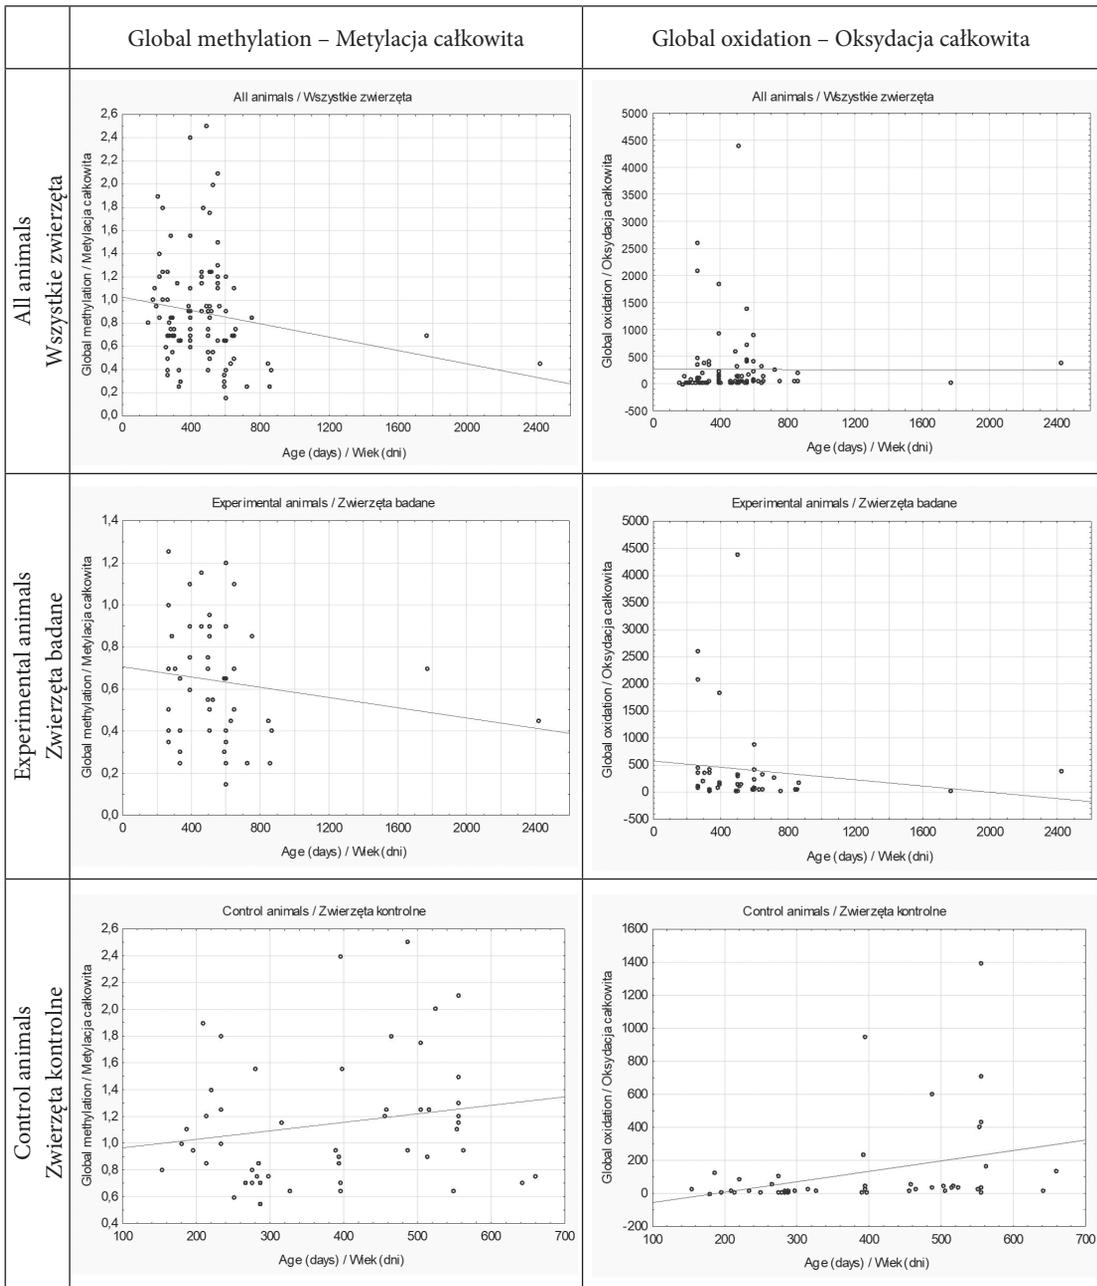 Global methylation – Metylacja całkowita
Global oxidation – Oksydacja całkowita
All animals
Wszystkie zwierzęta
All animals / Wszystkie zwierzęta
Global methylation / Metylacja całkowita
2,6
2,4
2,2
2,0
1,8
1,6
1,4
1,2
1,0
0,8
0,6
0,4
0,2
0,0
0 400 800 1200 1600 2000 2400
Age (days) / Wiek (dni)
All animals / Wszystkie zwierzęta
Global oxidation / Oksydacja całkowita
5000
4500
4000
3500
3000
2500
2000
1500
1000
500
0
-500
0 400 800 1200 1600 2000 2400
Age (days) / Wiek (dni)
Experimental animals
Zwierzęta badane
Experimental animals / Zwierzęta badane
Global methylation / Metylacja całkowita
1,4
1,2
1,0
0,8
0,6
0,4
0,2
0,0
0 400 800 1200 1600 2000 2400
Age (days) / Wiek (dni)
Experimental animals / Zwierzęta badane
Global oxidation / Oksydacja całkowita
5000
4500
4000
3500
3000
2500
2000
1500
1000
500
0
-500
0 400 800 1200 1600 2000 2400
Age (days) / Wiek (dni)
Control animals
Zwierzęta kontrolne
Control animals / Zwierzęta kontrolne
Global methylation / Metylacja całkowita
2,6
2,4
2,2
2,0
1,8
1,6
1,4
1,2
1,0
0,8
0,6
0,4
100 200 300 400 500 600 700
Age (days) / Wiek (dni)
Control animals / Zwierzęta kontrolne
Global oxidation / Oksydacja całkowita
1600
1400
1200
1000
800
600
400
200
0
-200
100 200 300 400 500 600 700
Age (days) / Wiek (dni)